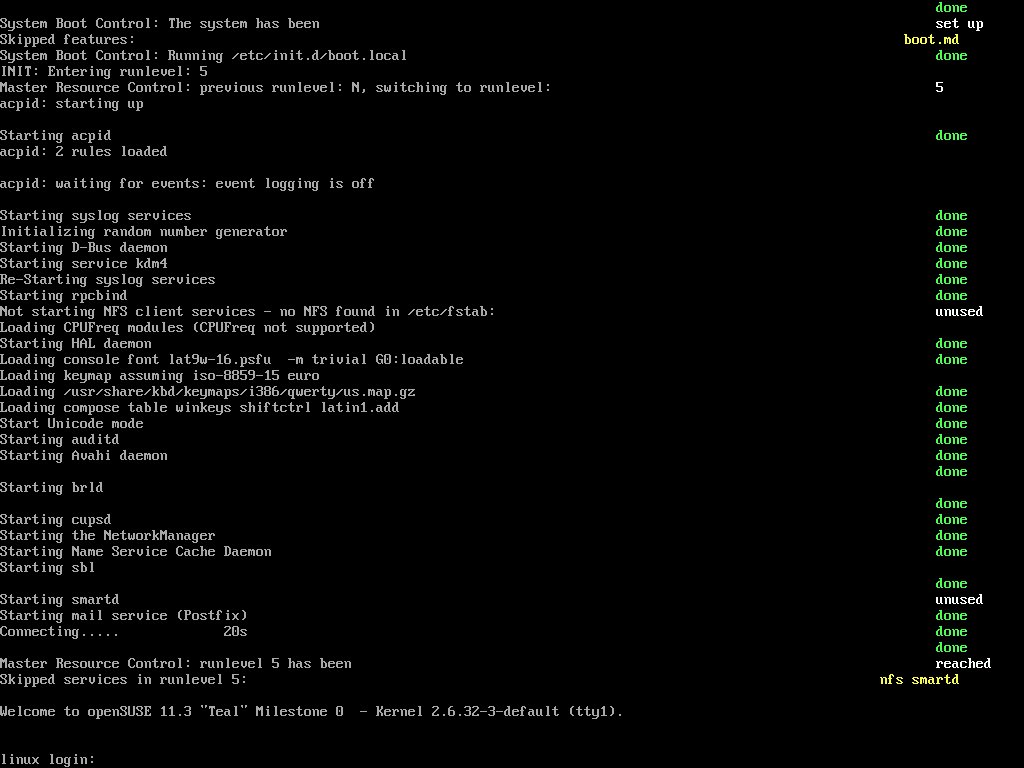 done
System Boot Control: The system has been set up
Skipped features: boot.md
System Boot Control: Running /etc/init.d/boot.local done
INIT: Entering runlevel: 5
Master Resource Control: previous runlevel: N, switching to runlevel: 5
acpid: starting up
Starting acpid done
acpid: 2 rules loaded
acpid: waiting for events: event logging is off
Starting syslog services done
Initializing random number generator done
Starting D-Bus daemon done
Starting service kdm4 done
Re-Starting syslog services done
Starting rpcbind done
Not starting NFS client services - no NFS found in /etc/fstab: unused
Loading CPUFreq modules (CPUFreq not supported)
Starting HAL daemon done
Loading console font lat9w-16.psfu  -m trivial G0:loadable done
Loading keymap assuming iso-8859-15 euro
Loading /usr/share/kbd/keymaps/i386/qwerty/us.map.gz done
Loading compose table winkeys shiftctrl latin1.add done
Start Unicode mode done
Starting auditd done
Starting Avahi daemon done
done
Starting brld
done
Starting cupsd done
Starting the NetworkManager done
Starting Name Service Cache Daemon done
Starting sbl
done
Starting smartd unused
Starting mail service (Postfix) done
Connecting..... 20s done
done
Master Resource Control: runlevel 5 has been reached
Skipped services in runlevel 5: nfs smartd
Welcome to openSUSE 11.3 "Teal" Milestone 0  - Kernel 2.6.32-3-default (tty1).
linux login: